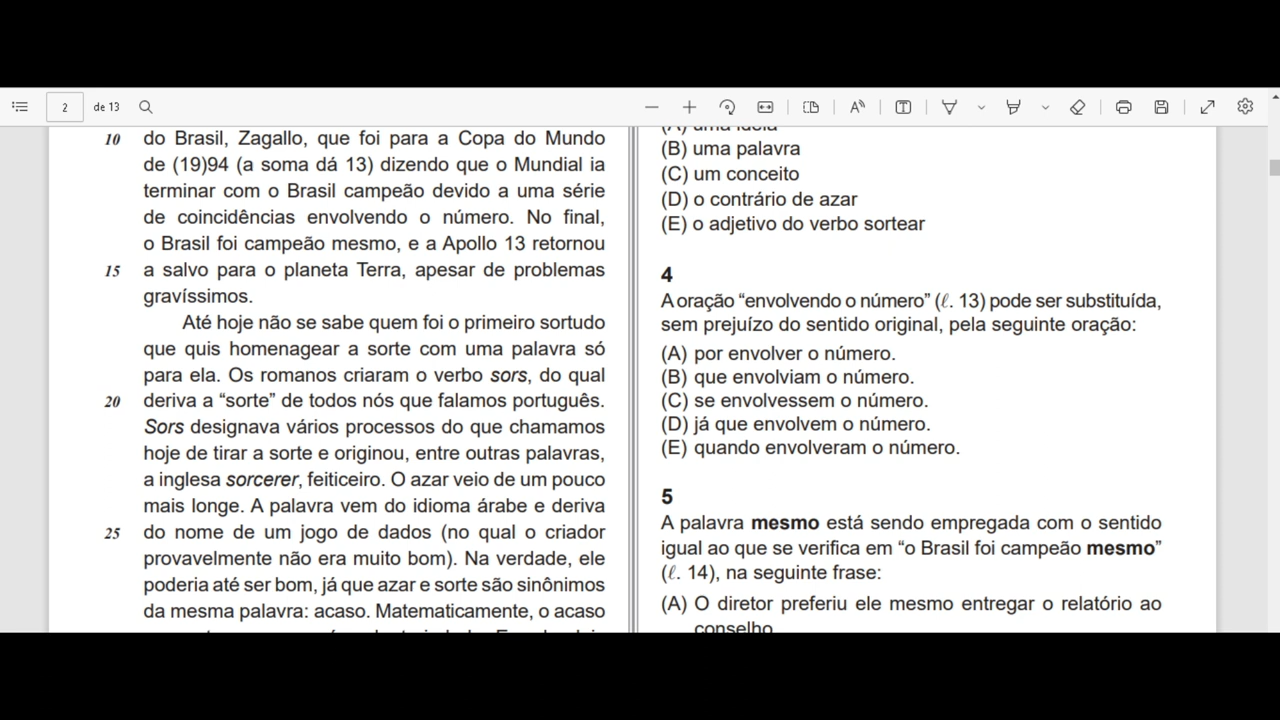 2 de 13
10 do Brasil, Zagallo, que foi para a Copa do Mundo
de (19)94 (a soma dá 13) dizendo que o Mundial ia
terminar com o Brasil campeão devido a uma série
de coincidências envolvendo o número. No final,
o Brasil foi campeão mesmo, e a Apollo 13 retornou
15 a salvo para o planeta Terra, apesar de problemas
gravíssimos.
Até hoje não se sabe quem foi o primeiro sortudo
que quis homenagear a sorte com uma palavra só
para ela. Os romanos criaram o verbo sors, do qual
20 deriva a “sorte” de todos nós que falamos português.
Sors designava vários processos do que chamamos
hoje de tirar a sorte e originou, entre outras palavras,
a inglesa sorcerer, feiticeiro. O azar veio de um pouco
mais longe. A palavra vem do idioma árabe e deriva
25 do nome de um jogo de dados (no qual o criador
provavelmente não era muito bom). Na verdade, ele
poderia até ser bom, já que azar e sorte são sinônimos
da mesma palavra: acaso. Matematicamente, o acaso
(A) uma ideia
(B) uma palavra
(C) um conceito
(D) o contrário de azar
(E) o adjetivo do verbo sortear
4
A oração “envolvendo o número” (ℓ. 13) pode ser substituída,
sem prejuízo do sentido original, pela seguinte oração:
(A) por envolver o número.
(B) que envolviam o número.
(C) se envolvessem o número.
(D) já que envolvem o número.
(E) quando envolveram o número.
5
A palavra mesmo está sendo empregada com o sentido
igual ao que se verifica em “o Brasil foi campeão mesmo”
(ℓ. 14), na seguinte frase:
(A) O diretor preferiu ele mesmo entregar o relatório ao
conselho